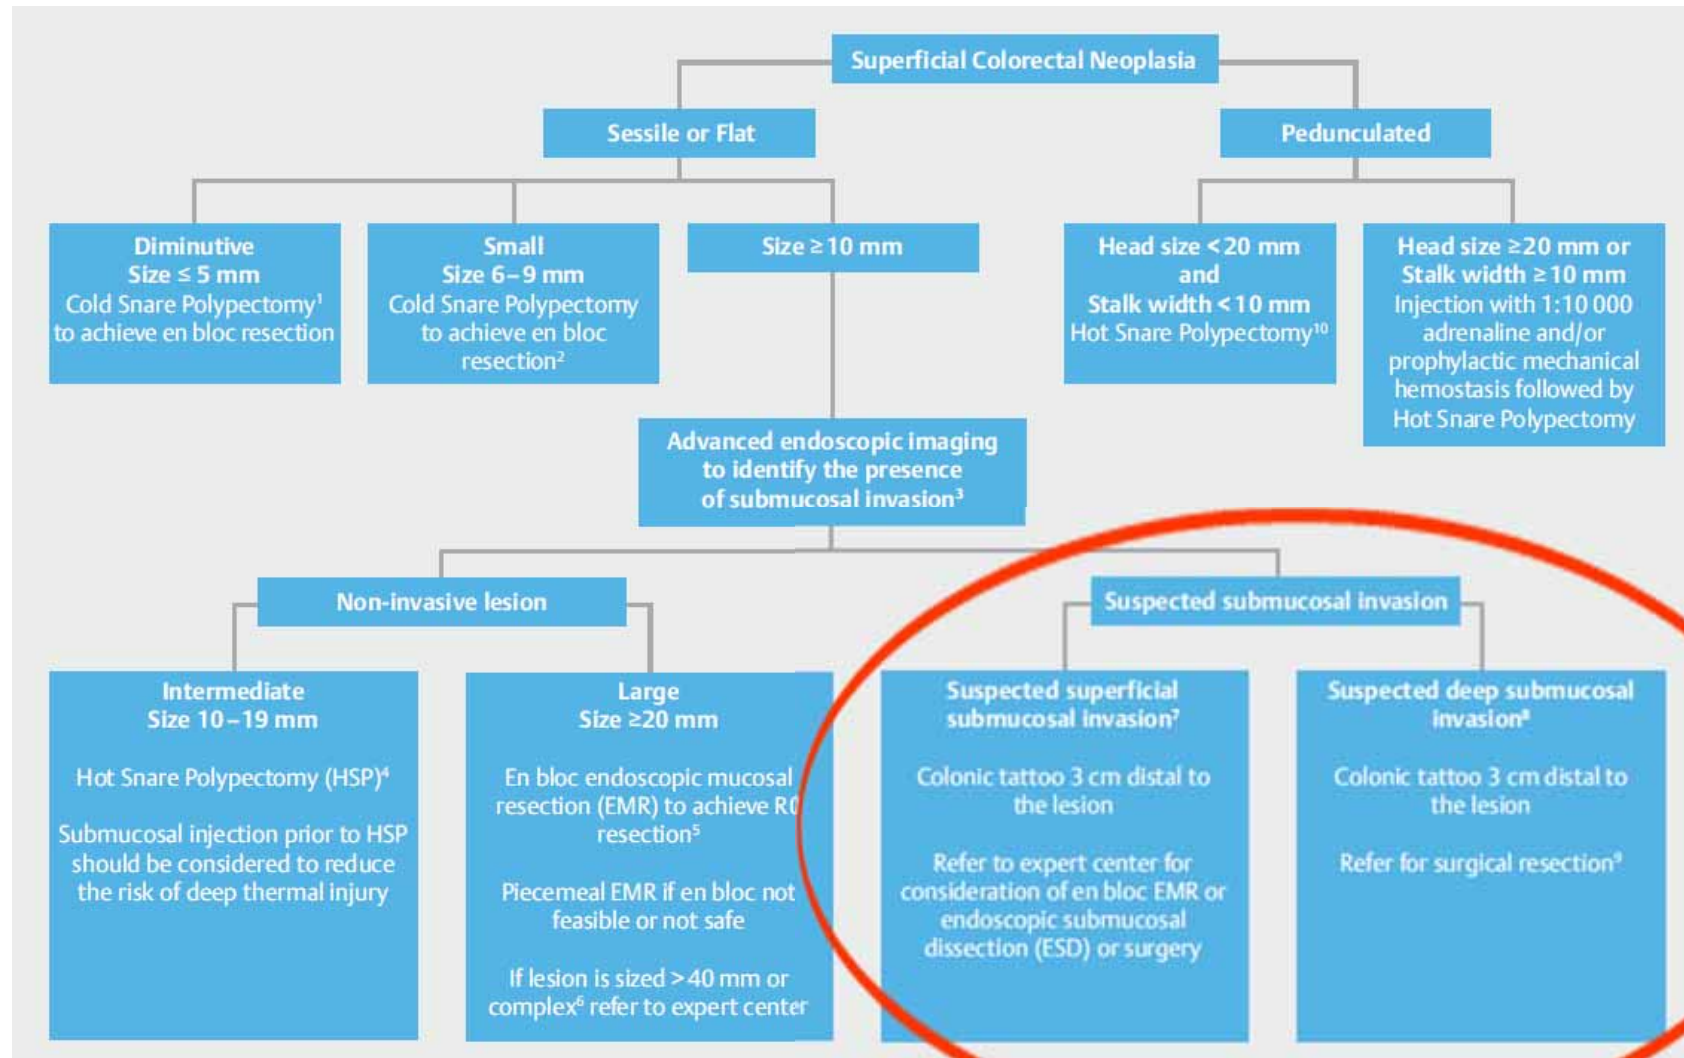 Superficial Colorectal Neoplasia
Sessile or Flat
Pedunculated
Diminutive
Size ≤ 5 mm
Cold Snare Polypectomy¹
to achieve en bloc resection
Small
Size 6–9 mm
Cold Snare Polypectomy
to achieve en bloc
resection²
Size ≥ 10 mm
Head size <20 mm
and
Stalk width <10 mm
Hot Snare Polypectomy¹⁰
Head size ≥20 mm or
Stalk width ≥ 10 mm
Injection with 1:10 000
adrenaline and/or
prophylactic mechanical
hemostasis followed by
Hot Snare Polypectomy
Advanced endoscopic imaging
to identify the presence
of submucosal invasion³
Non-invasive lesion
Suspected submucosal invasion
Intermediate
Size 10–19 mm
Hot Snare Polypectomy (HSP)⁴
Submucosal injection prior to HSP
should be considered to reduce
the risk of deep thermal injury
Large
Size ≥20 mm
En bloc endoscopic mucosal
resection (EMR) to achieve R0
resection⁵
Piecemeal EMR if en bloc not
feasible or not safe
If lesion is sized >40 mm or
complex⁶ refer to expert center
Suspected superficial
submucosal invasion⁷
Colonic tattoo 3 cm distal to
the lesion
Refer to expert center for
consideration of en bloc EMR or
endoscopic submucosal
dissection (ESD) or surgery
Suspected deep submucosal
invasion⁸
Colonic tattoo 3 cm distal to
the lesion
Refer for surgical resection⁹